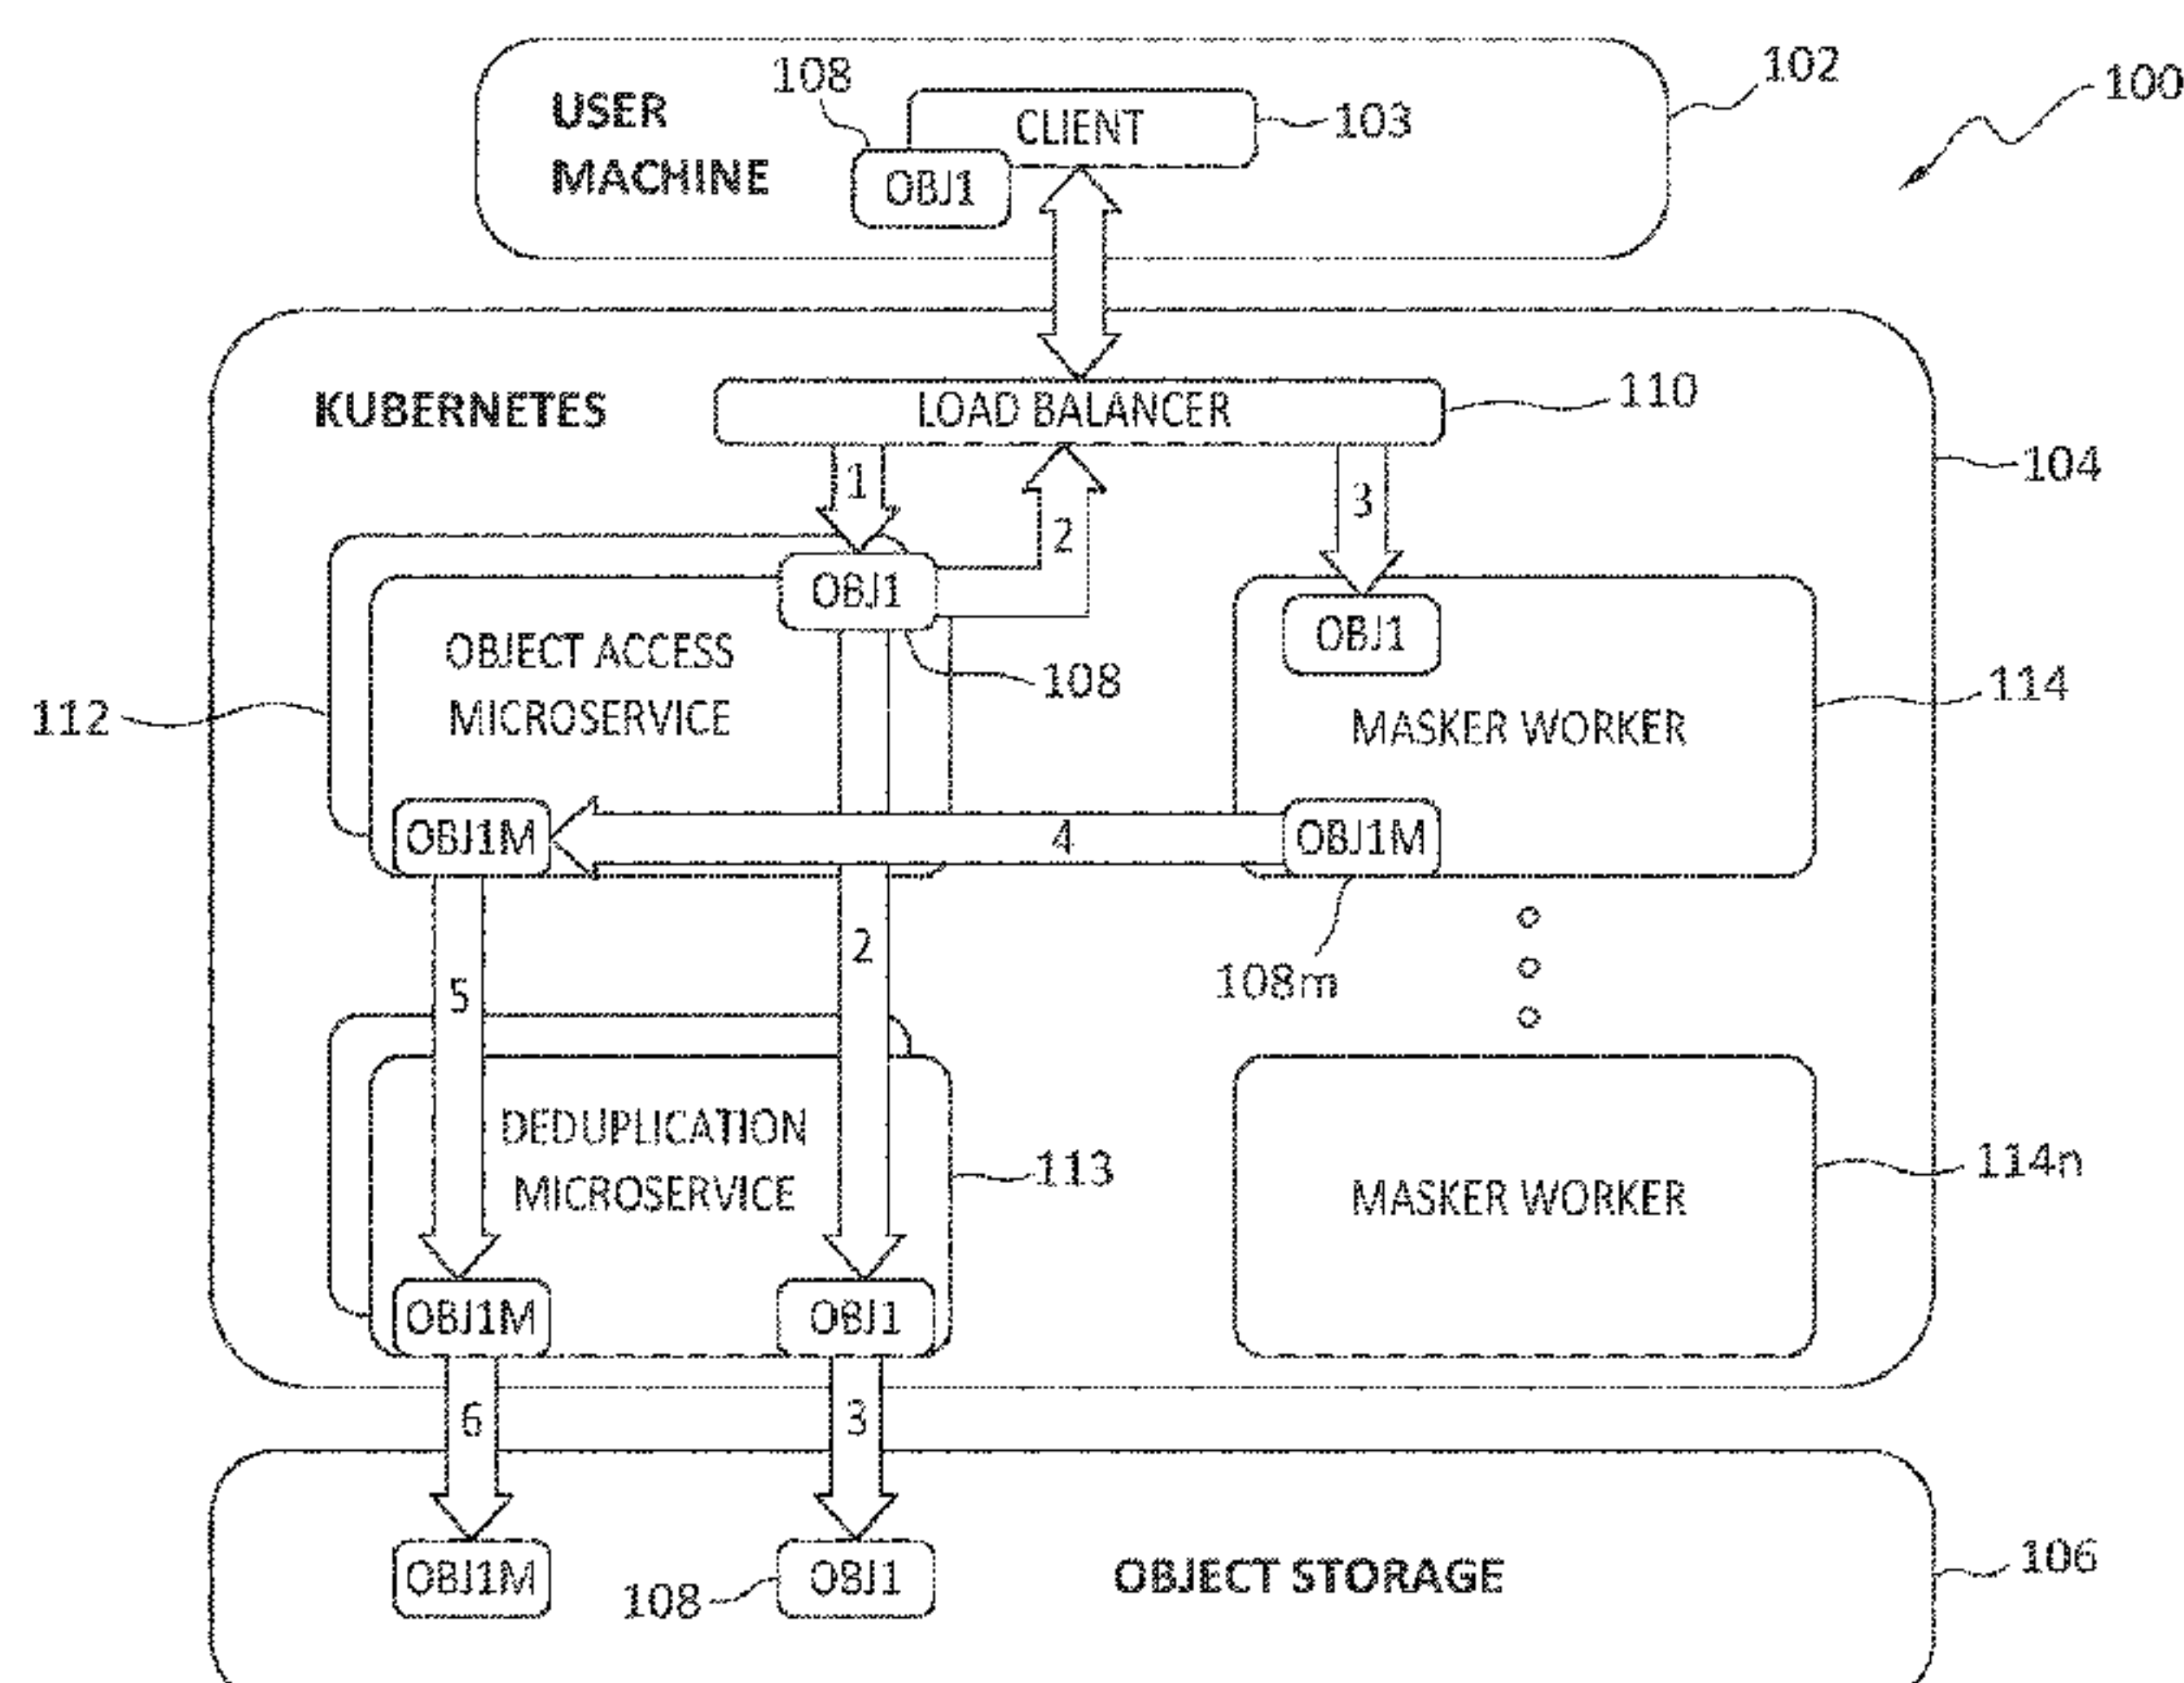 102
100
108
USER
MACHINE
CLIENT
103
OBJ1
KUBERNETES
LOAD BALANCER
110
104
1
2
3
OBJ1
OBJ1
OBJECT ACCESS
MICROSERVICE
108
112
114
MASKER WORKER
OBJ1M
4
OBJ1M
108m
5
2
DEDUPLICATION
MICROSERVICE
113
MASKER WORKER
114n
OBJ1M
OBJ1
6
3
OBJ1M
108
OBJ1
OBJECT STORAGE
106